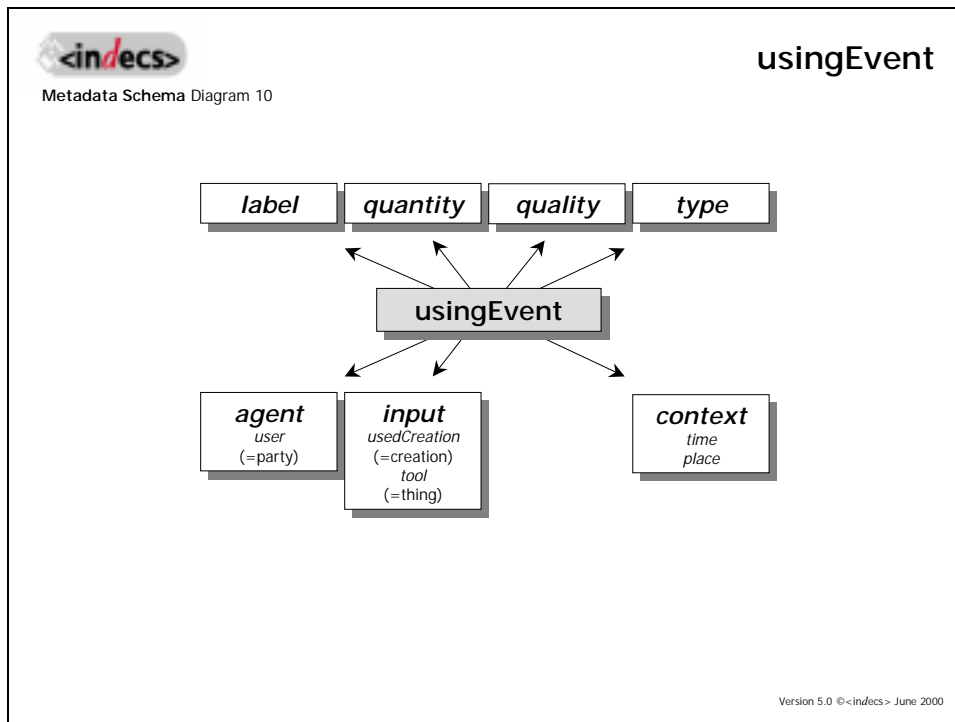 <indecs>
usingEvent
Metadata Schema Diagram 10
label quantity quality type
usingEvent
agent
user
(=party)
input
usedCreation
(=creation)
tool
(=thing)
context
time
place
Version 5.0 ©<indecs> June 2000